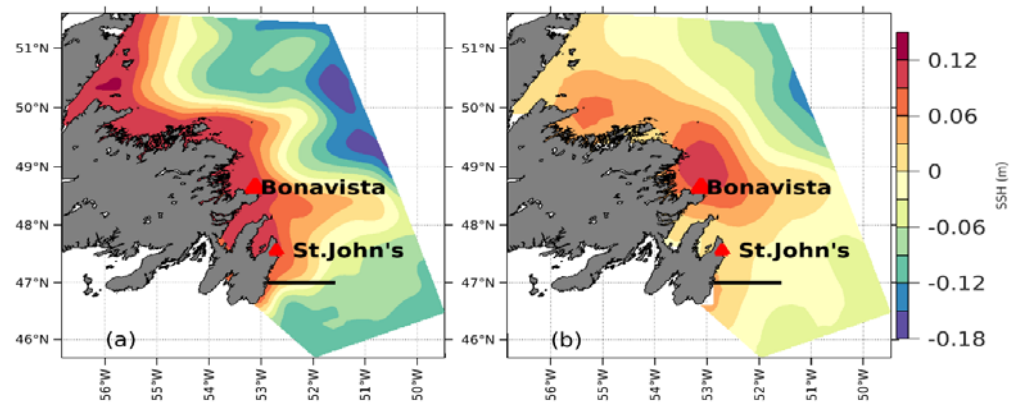 51°N
50°N
49°N
48°N
47°N
46°N
Bonavista
St.John's
(a)
56°W
55°W
54°W
53°W
52°W
51°W
50°W
51°N
50°N
49°N
48°N
47°N
46°N
Bonavista
St.John's
(b)
56°W
55°W
54°W
53°W
52°W
51°W
50°W
0.12
0.06
0
-0.06
-0.12
-0.18
SSH (m)